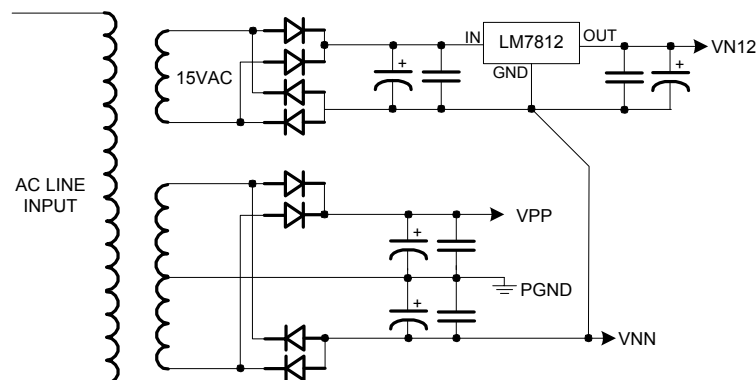 IN
LM7812
OUT
VN12
GND
15VAC
AC LINE
INPUT
VPP
PGND
VNN
+
+
+
+